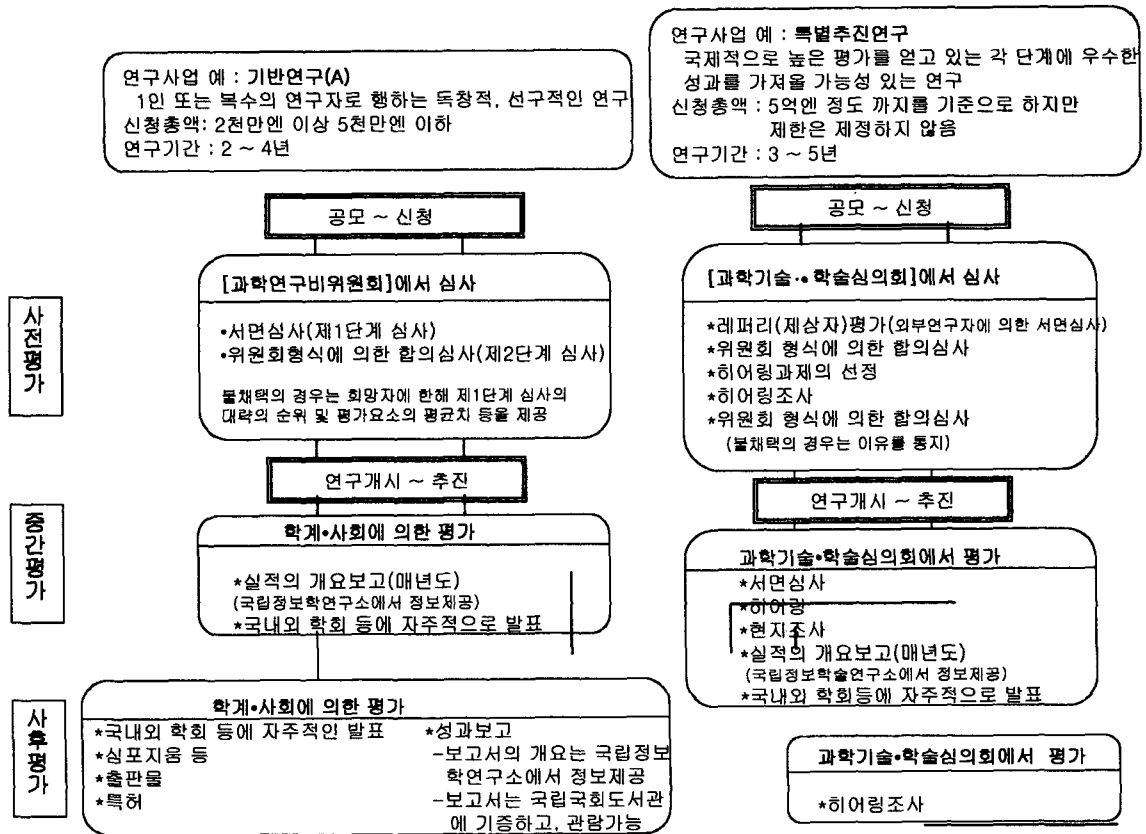 연구사업 예 : 기반연구(A)
1인 또는 복수의 연구자로 행하는 독창적, 선구적인 연구
신청총액: 2천만엔 이상 5천만엔 이하
연구기간 : 2 ~ 4년
연구사업 예 : 특별추진연구
국제적으로 높은 평가를 얻고 있는 각 단계에 우수한
성과를 가져올 가능성 있는 연구
신청총액 : 5억엔 정도 까지를 기준으로 하지만
제한은 제정하지 않음
연구기간 : 3 ~ 5년
공모 ~ 신청
공모 ~ 신청
사전평가
[과학연구비위원회]에서 심사
•서면심사(제1단계 심사)
•위원회형식에 의한 합의심사(제2단계 심사)
불채택의 경우는 희망자에 한해 제1단계 심사의
대략의 순위 및 평가요소의 평균치 등을 제공
[과학기술·•학술심의회]에서 심사
*레퍼리(제삼자)평가(외부연구자에 의한 서면심사)
*위원회 형식에 의한 합의심사
*히어링과제의 선정
*히어링조사
*위원회 형식에 의한 합의심사
(불채택의 경우는 이유를 통지)
연구개시 ~ 추진
연구개시 ~ 추진
중간평가
학계•사회에 의한 평가
*실적의 개요보고(매년도)
(국립정보학연구소에서 정보제공)
*국내외 학회 등에 자주적으로 발표
과학기술•학술심의회에서 평가
*서면심사
*히어링
*현지조사
*실적의 개요보고(매년도)
(국립정보학술연구소에서 정보제공)
*국내외 학회등에 자주적으로 발표
사후평가
학계•사회에 의한 평가
*국내외 학회 등에 자주적인 발표
*심포지움 등
*출판물
*특허
*성과보고
-보고서의 개요는 국립정보
학연구소에서 정보제공
-보고서는 국립국회도서관
에 기증하고, 관람가능
과학기술•학술심의회에서 평가
*히어링조사